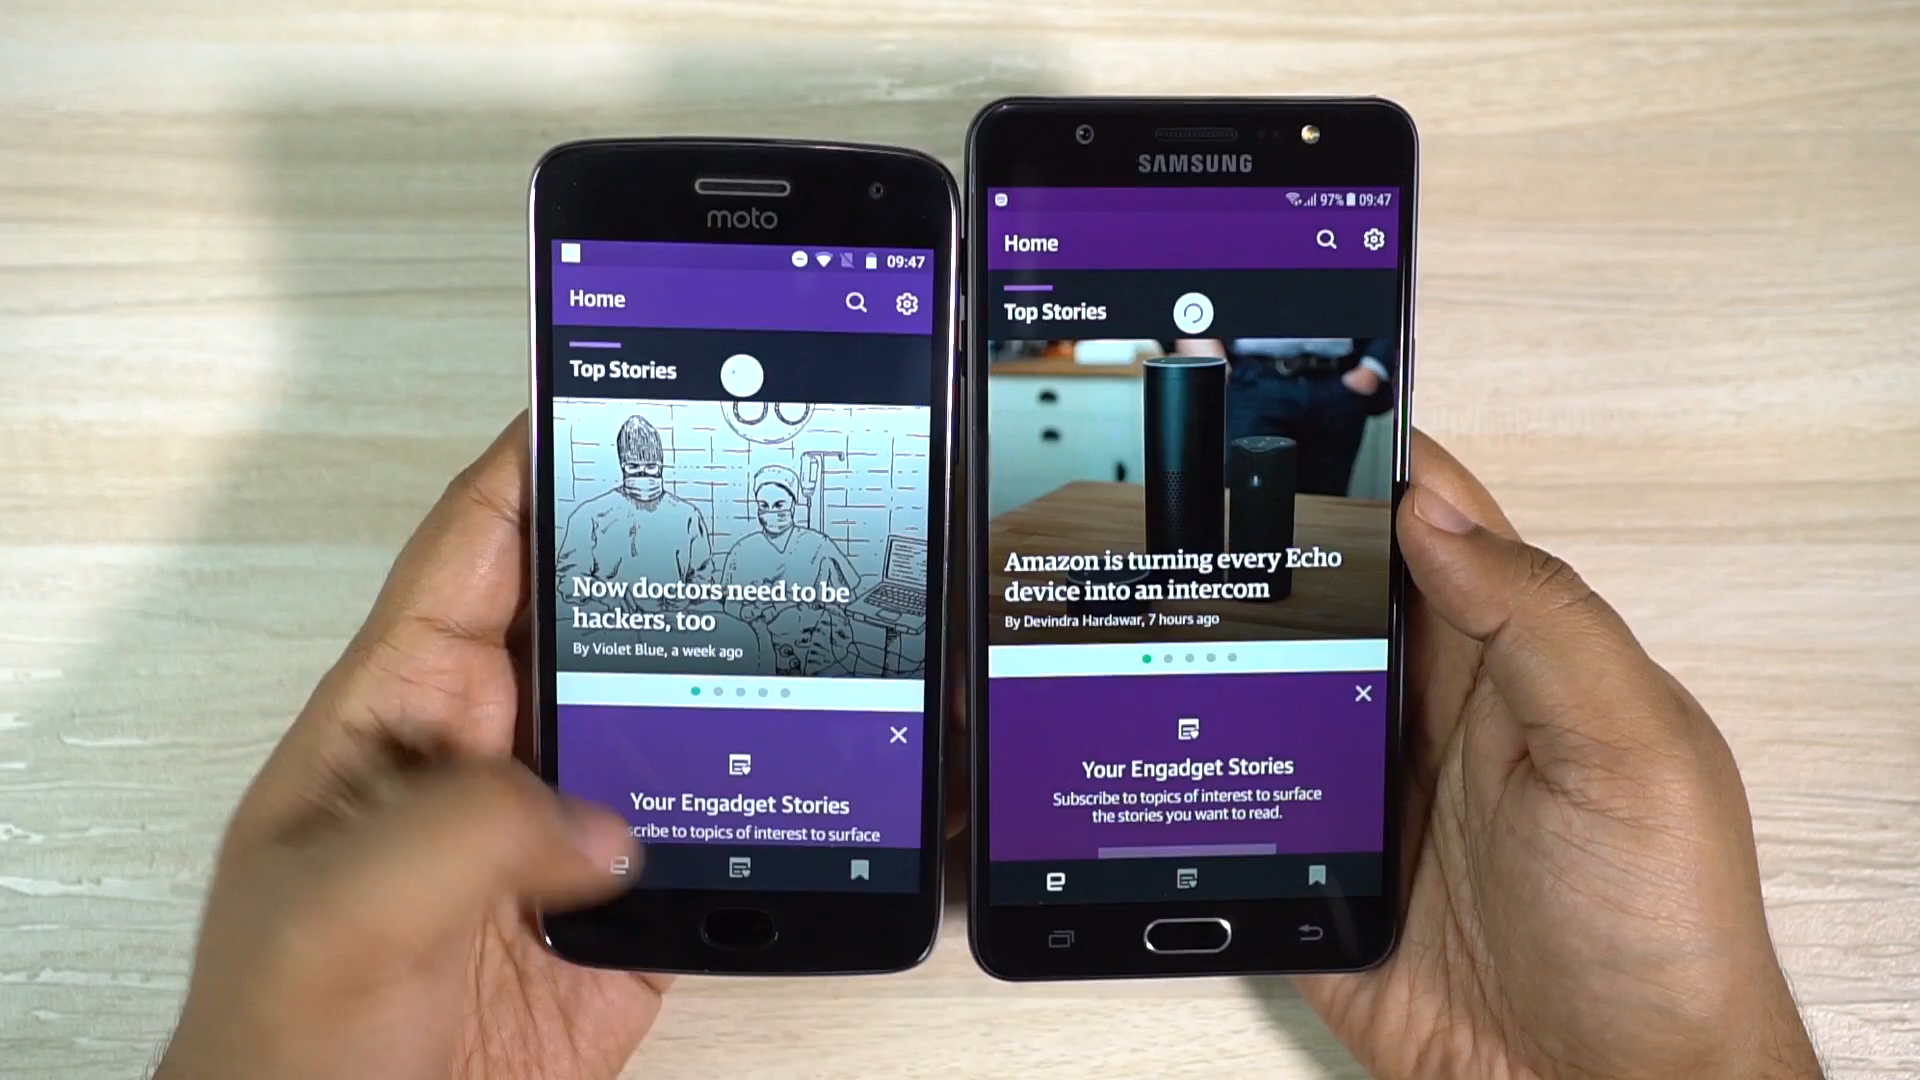 moto
09:47
Home
Top Stories
Now doctors need to be
hackers, too
By Violet Blue, a week ago
Your Engadget Stories
scribe to topics of interest to surface
SAMSUNG
97% 09:47
Home
Top Stories
Amazon is turning every Echo
device into an intercom
By Devindra Hardawar, 7 hours ago
Your Engadget Stories
Subscribe to topics of interest to surface
the stories you want to read.